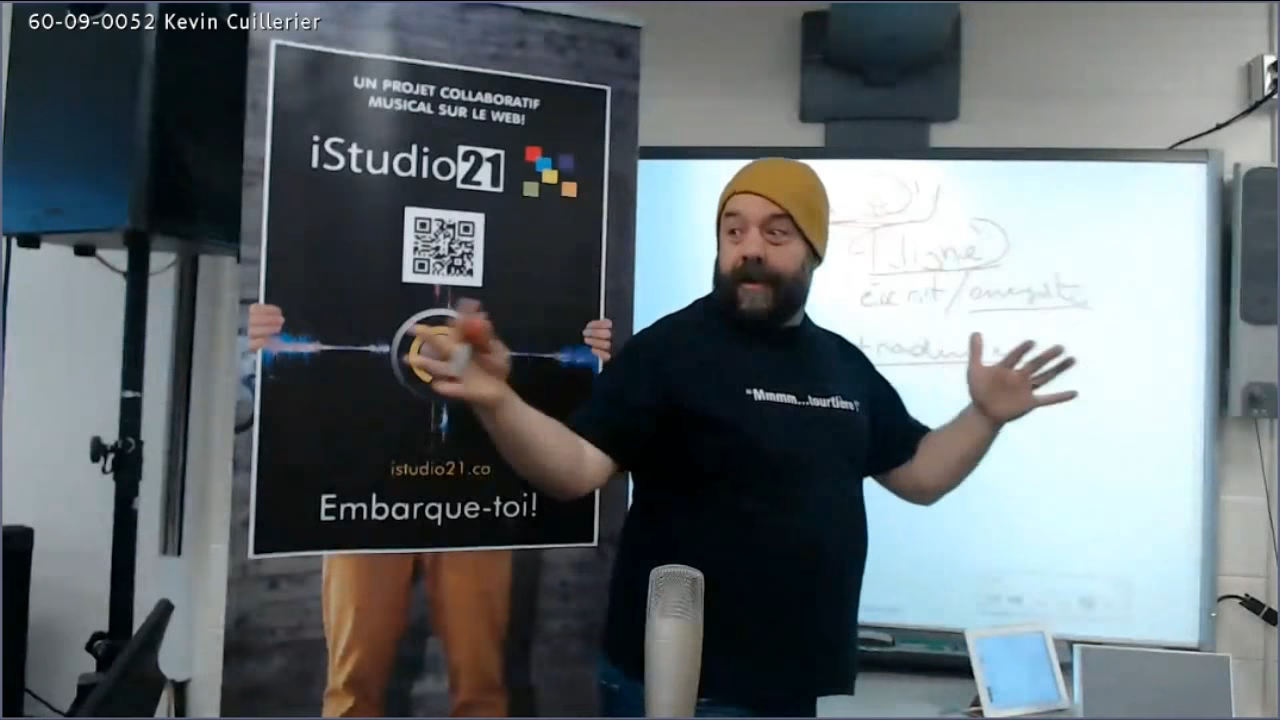 60-09-0052 Kevin Cuillerier
UN PROJET COLLABORATIF
MUSICAL SUR LE WEB!
iStudio21
istudio21.ca
Embarque-toi!
"Mmmm...tourtière!"
écrit/